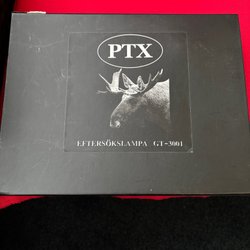 PTX
EFTERSÖKSLAMPA GT-3001